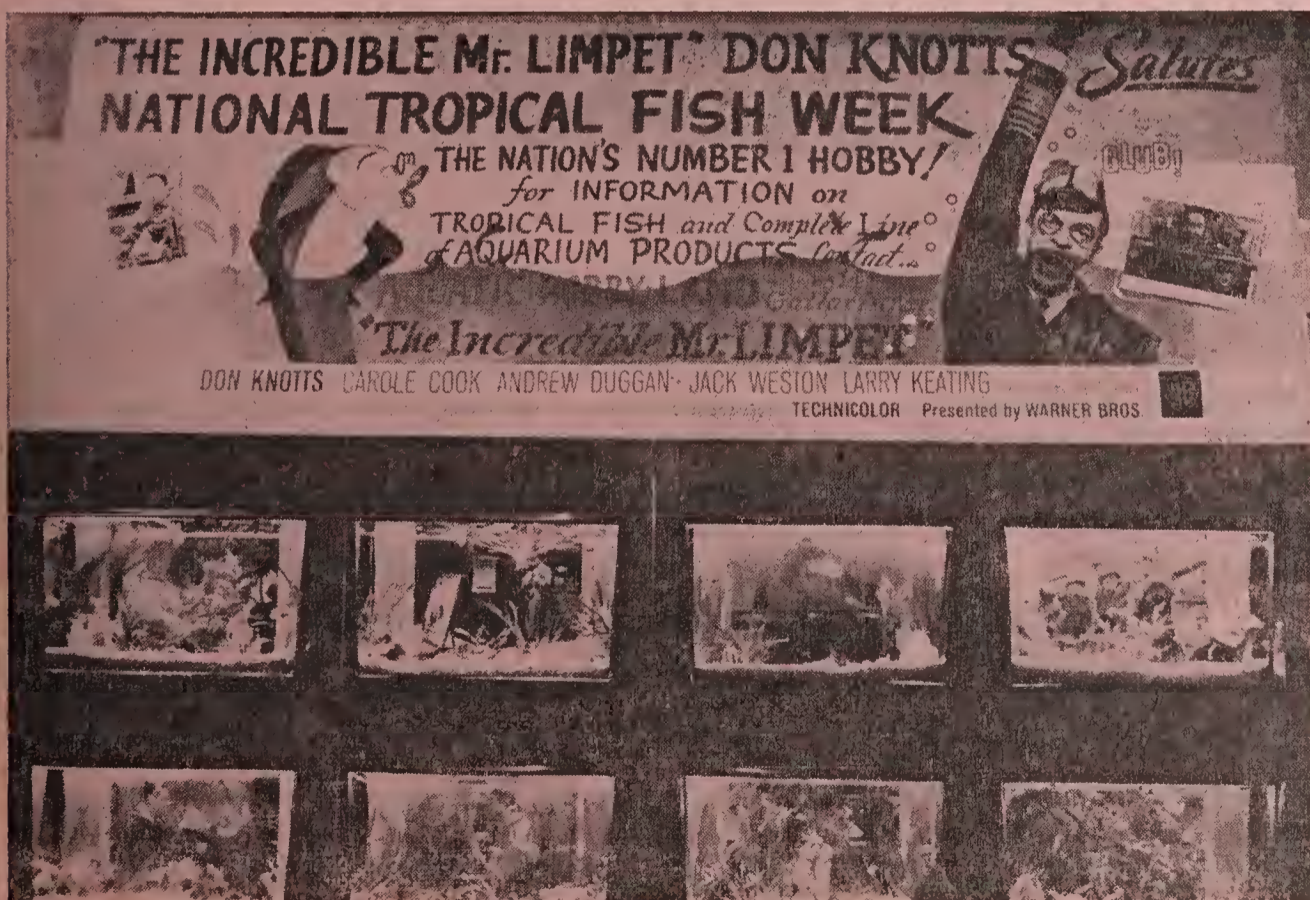 "THE INCREDIBLE Mr. LIMPET" DON KNOTTS Salutes
NATIONAL TROPICAL FISH WEEK
THE NATION'S NUMBER 1 HOBBY!
for INFORMATION on
TROPICAL FISH and Complete Line
of AQUARIUM PRODUCTS Contact...
"The Incredible Mr. LIMPET"
DON KNOTTS CAROLE COOK ANDREW DUGGAN · JACK WESTON LARRY KEATING
TECHNICOLOR Presented by WARNER BROS.